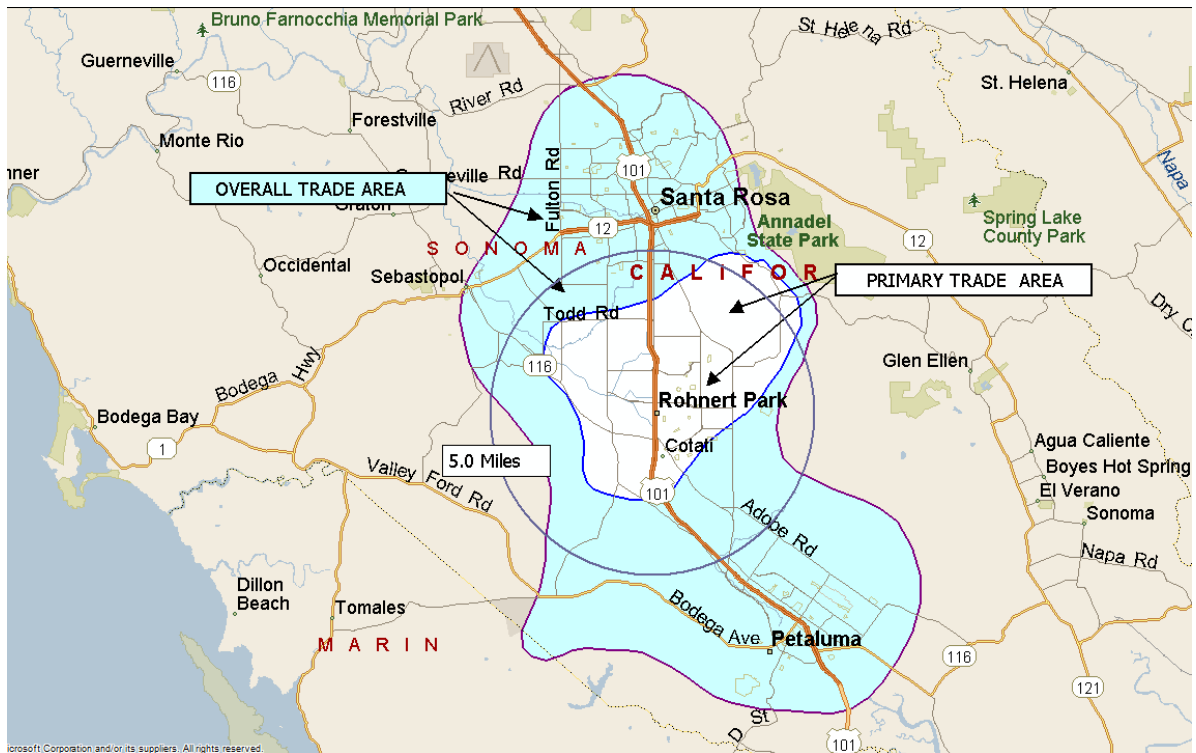 Bruno Farnocchia Memorial Park
St Helena Rd
Guerneville
116
River Rd
St. Helena
Forestville
Monte Rio
Napa
nner
101
Fulton Rd
OVERALL TRADE AREA
ville Rd
Santa Rosa
Graton
Annadel
State Park
Spring Lake
County Park
12
12
SONOMA
Occidental
Sebastopol
CALIFOR
PRIMARY TRADE AREA
Todd Rd
Dry C
116
Glen Ellen
Bodega Hwy
Rohnert Park
Bodega Bay
1
Cotati
Agua Caliente
5.0 Miles
Boyes Hot Spring
Valley Ford Rd
101
El Verano
Sonoma
Adobe Rd
Napa Rd
Dillon
Beach
Tomales
Bodega Ave
Petaluma
MARIN
116
121
D St
101
icrosoft Corporation and/or its suppliers. All rights reserved.